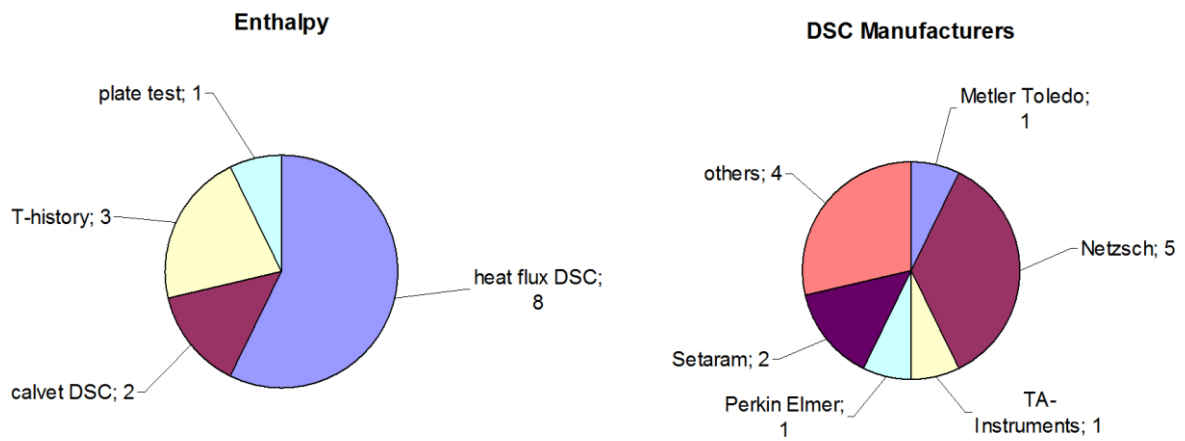 Enthalpy
plate test; 1
T-history; 3
heat flux DSC;
8
calvet DSC; 2
DSC Manufacturers
Metler Toledo;
1
others; 4
Netzsch; 5
Setaram; 2
Perkin Elmer;
1
TA-
Instruments; 1